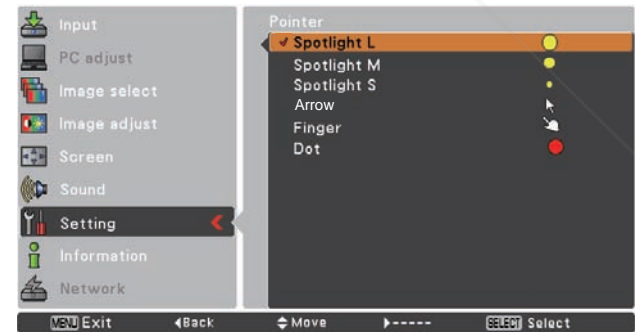 Input
PC adjust
Image select
Image adjust
Screen
Sound
Setting
Information
Network
Pointer
✔ Spotlight L
Spotlight M
Spotlight S
Arrow
Finger
Dot
MENU Exit ◀Back ◆Move ▶----- SELECT Select